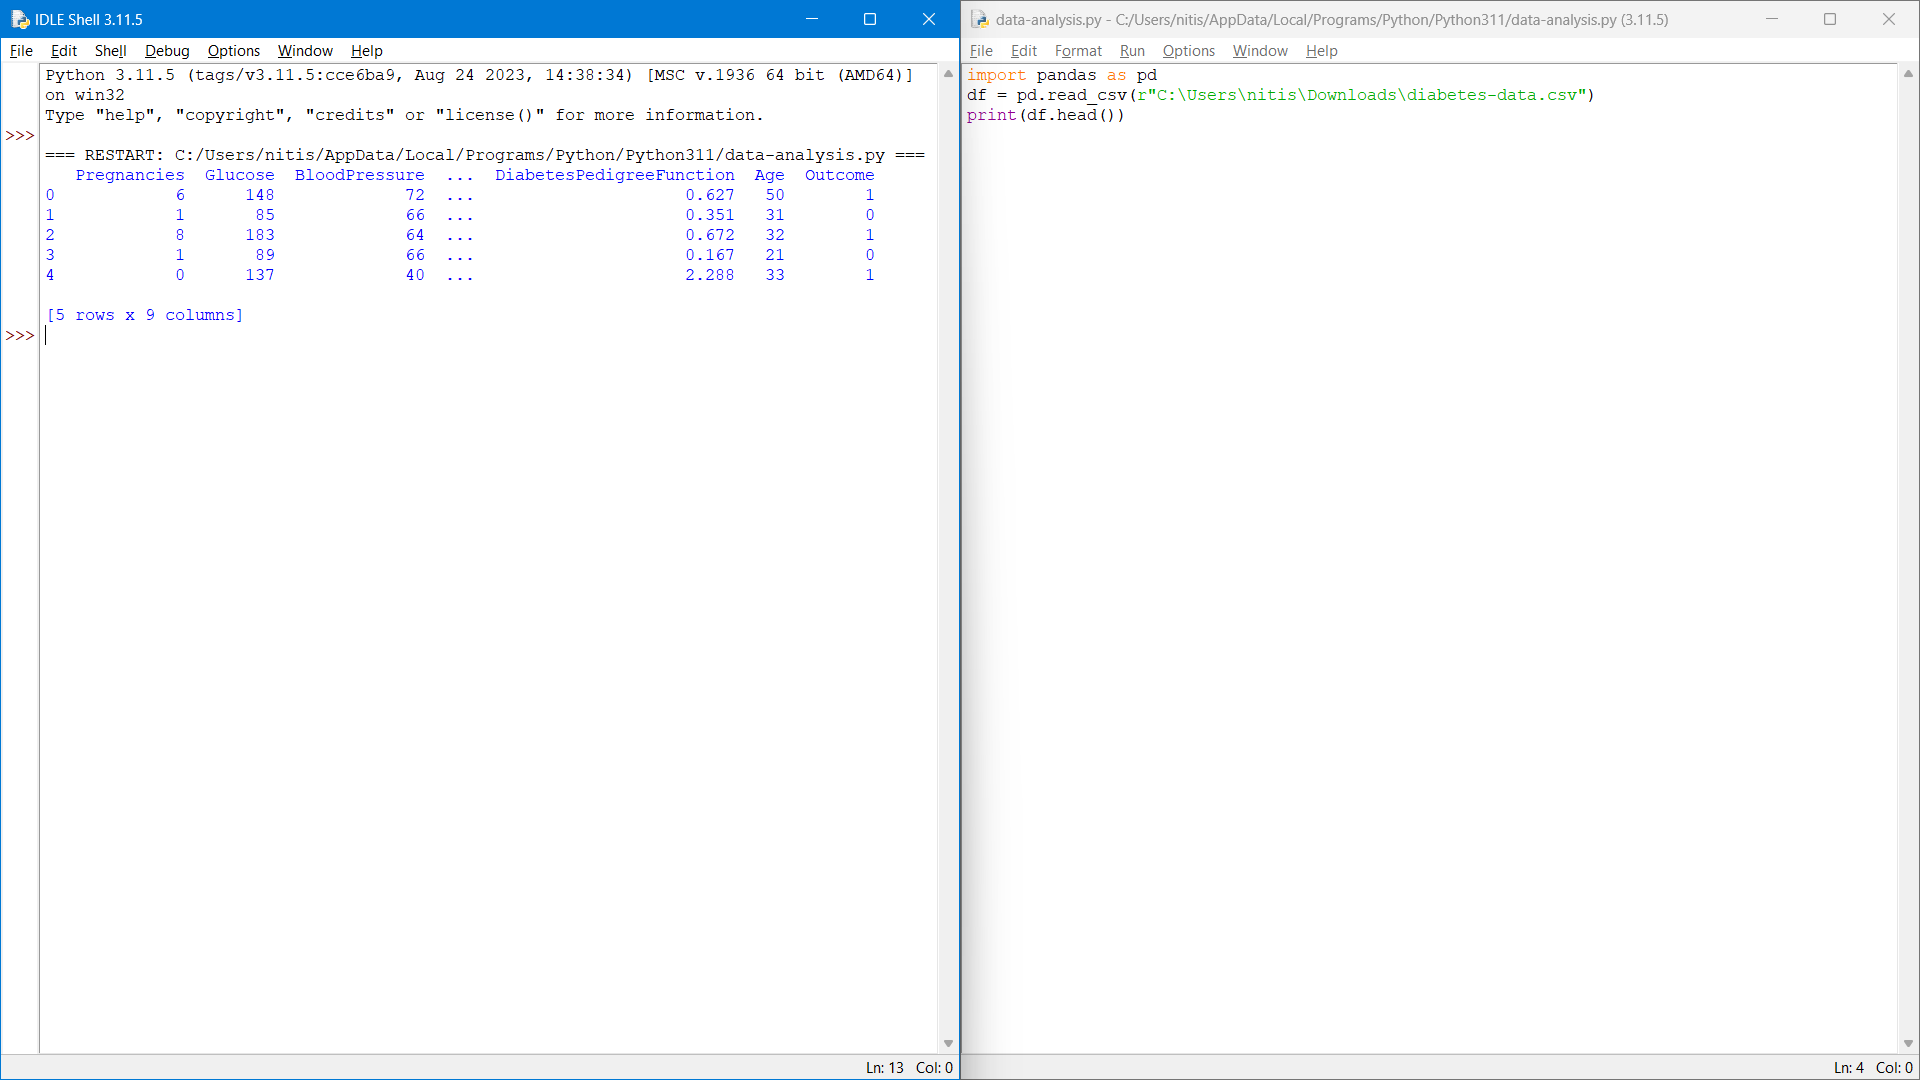 IDLE Shell 3.11.5
File Edit Shell Debug Options Window Help
Python 3.11.5 (tags/v3.11.5:cce6ba9, Aug 24 2023, 14:38:34) [MSC v.1936 64 bit (AMD64)]
on win32
Type "help", "copyright", "credits" or "license()" for more information.
>>>
=== RESTART: C:/Users/nitis/AppData/Local/Programs/Python/Python311/data-analysis.py ===
   Pregnancies  Glucose  BloodPressure  ...  DiabetesPedigreeFunction  Age  Outcome
0            6      148             72  ...                     0.627   50        1
1            1       85             66  ...                     0.351   31        0
2            8      183             64  ...                     0.672   32        1
3            1       89             66  ...                     0.167   21        0
4            0      137             40  ...                     2.288   33        1
[5 rows x 9 columns]
>>>
Ln: 13 Col: 0
data-analysis.py - C:/Users/nitis/AppData/Local/Programs/Python/Python311/data-analysis.py (3.11.5)
File Edit Format Run Options Window Help
import pandas as pd
df = pd.read_csv(r"C:\Users\nitis\Downloads\diabetes-data.csv")
print(df.head())
Ln: 4 Col: 0